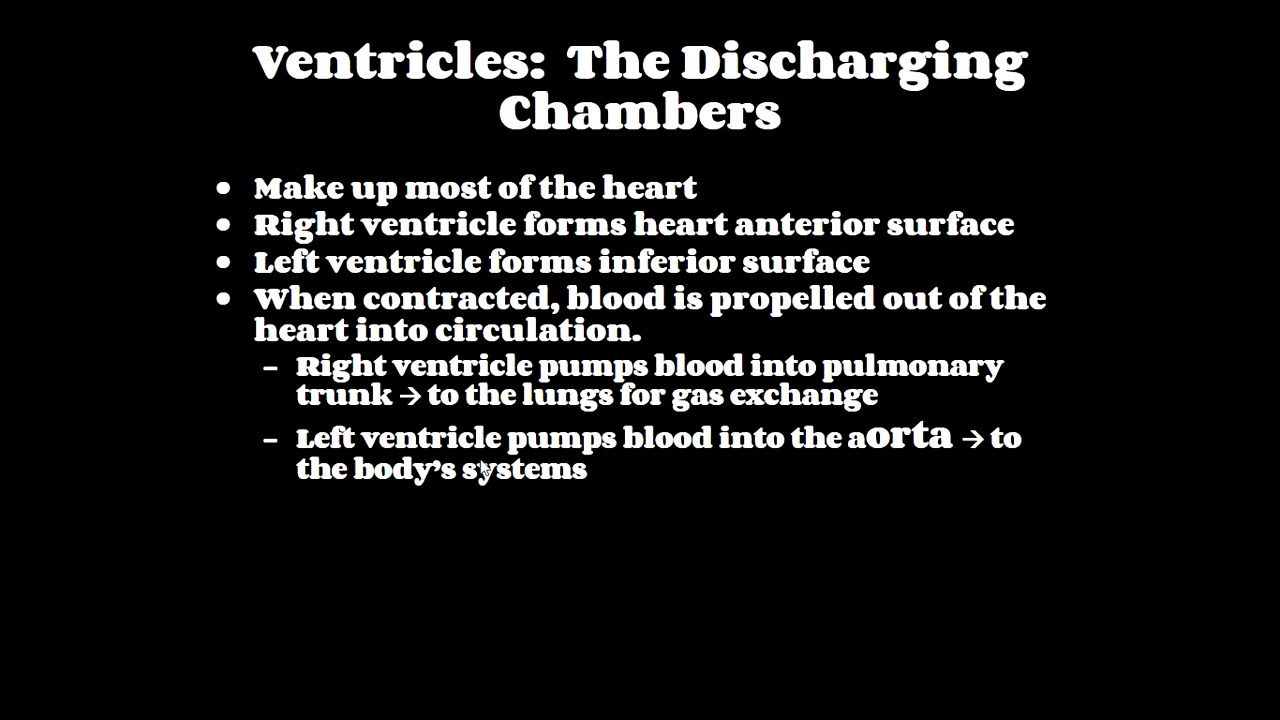 Ventricles: The Discharging
Chambers
• Make up most of the heart
• Right ventricle forms heart anterior surface
• Left ventricle forms inferior surface
• When contracted, blood is propelled out of the
heart into circulation.
– Right ventricle pumps blood into pulmonary
trunk → to the lungs for gas exchange
– Left ventricle pumps blood into the aorta → to
the body’s systems